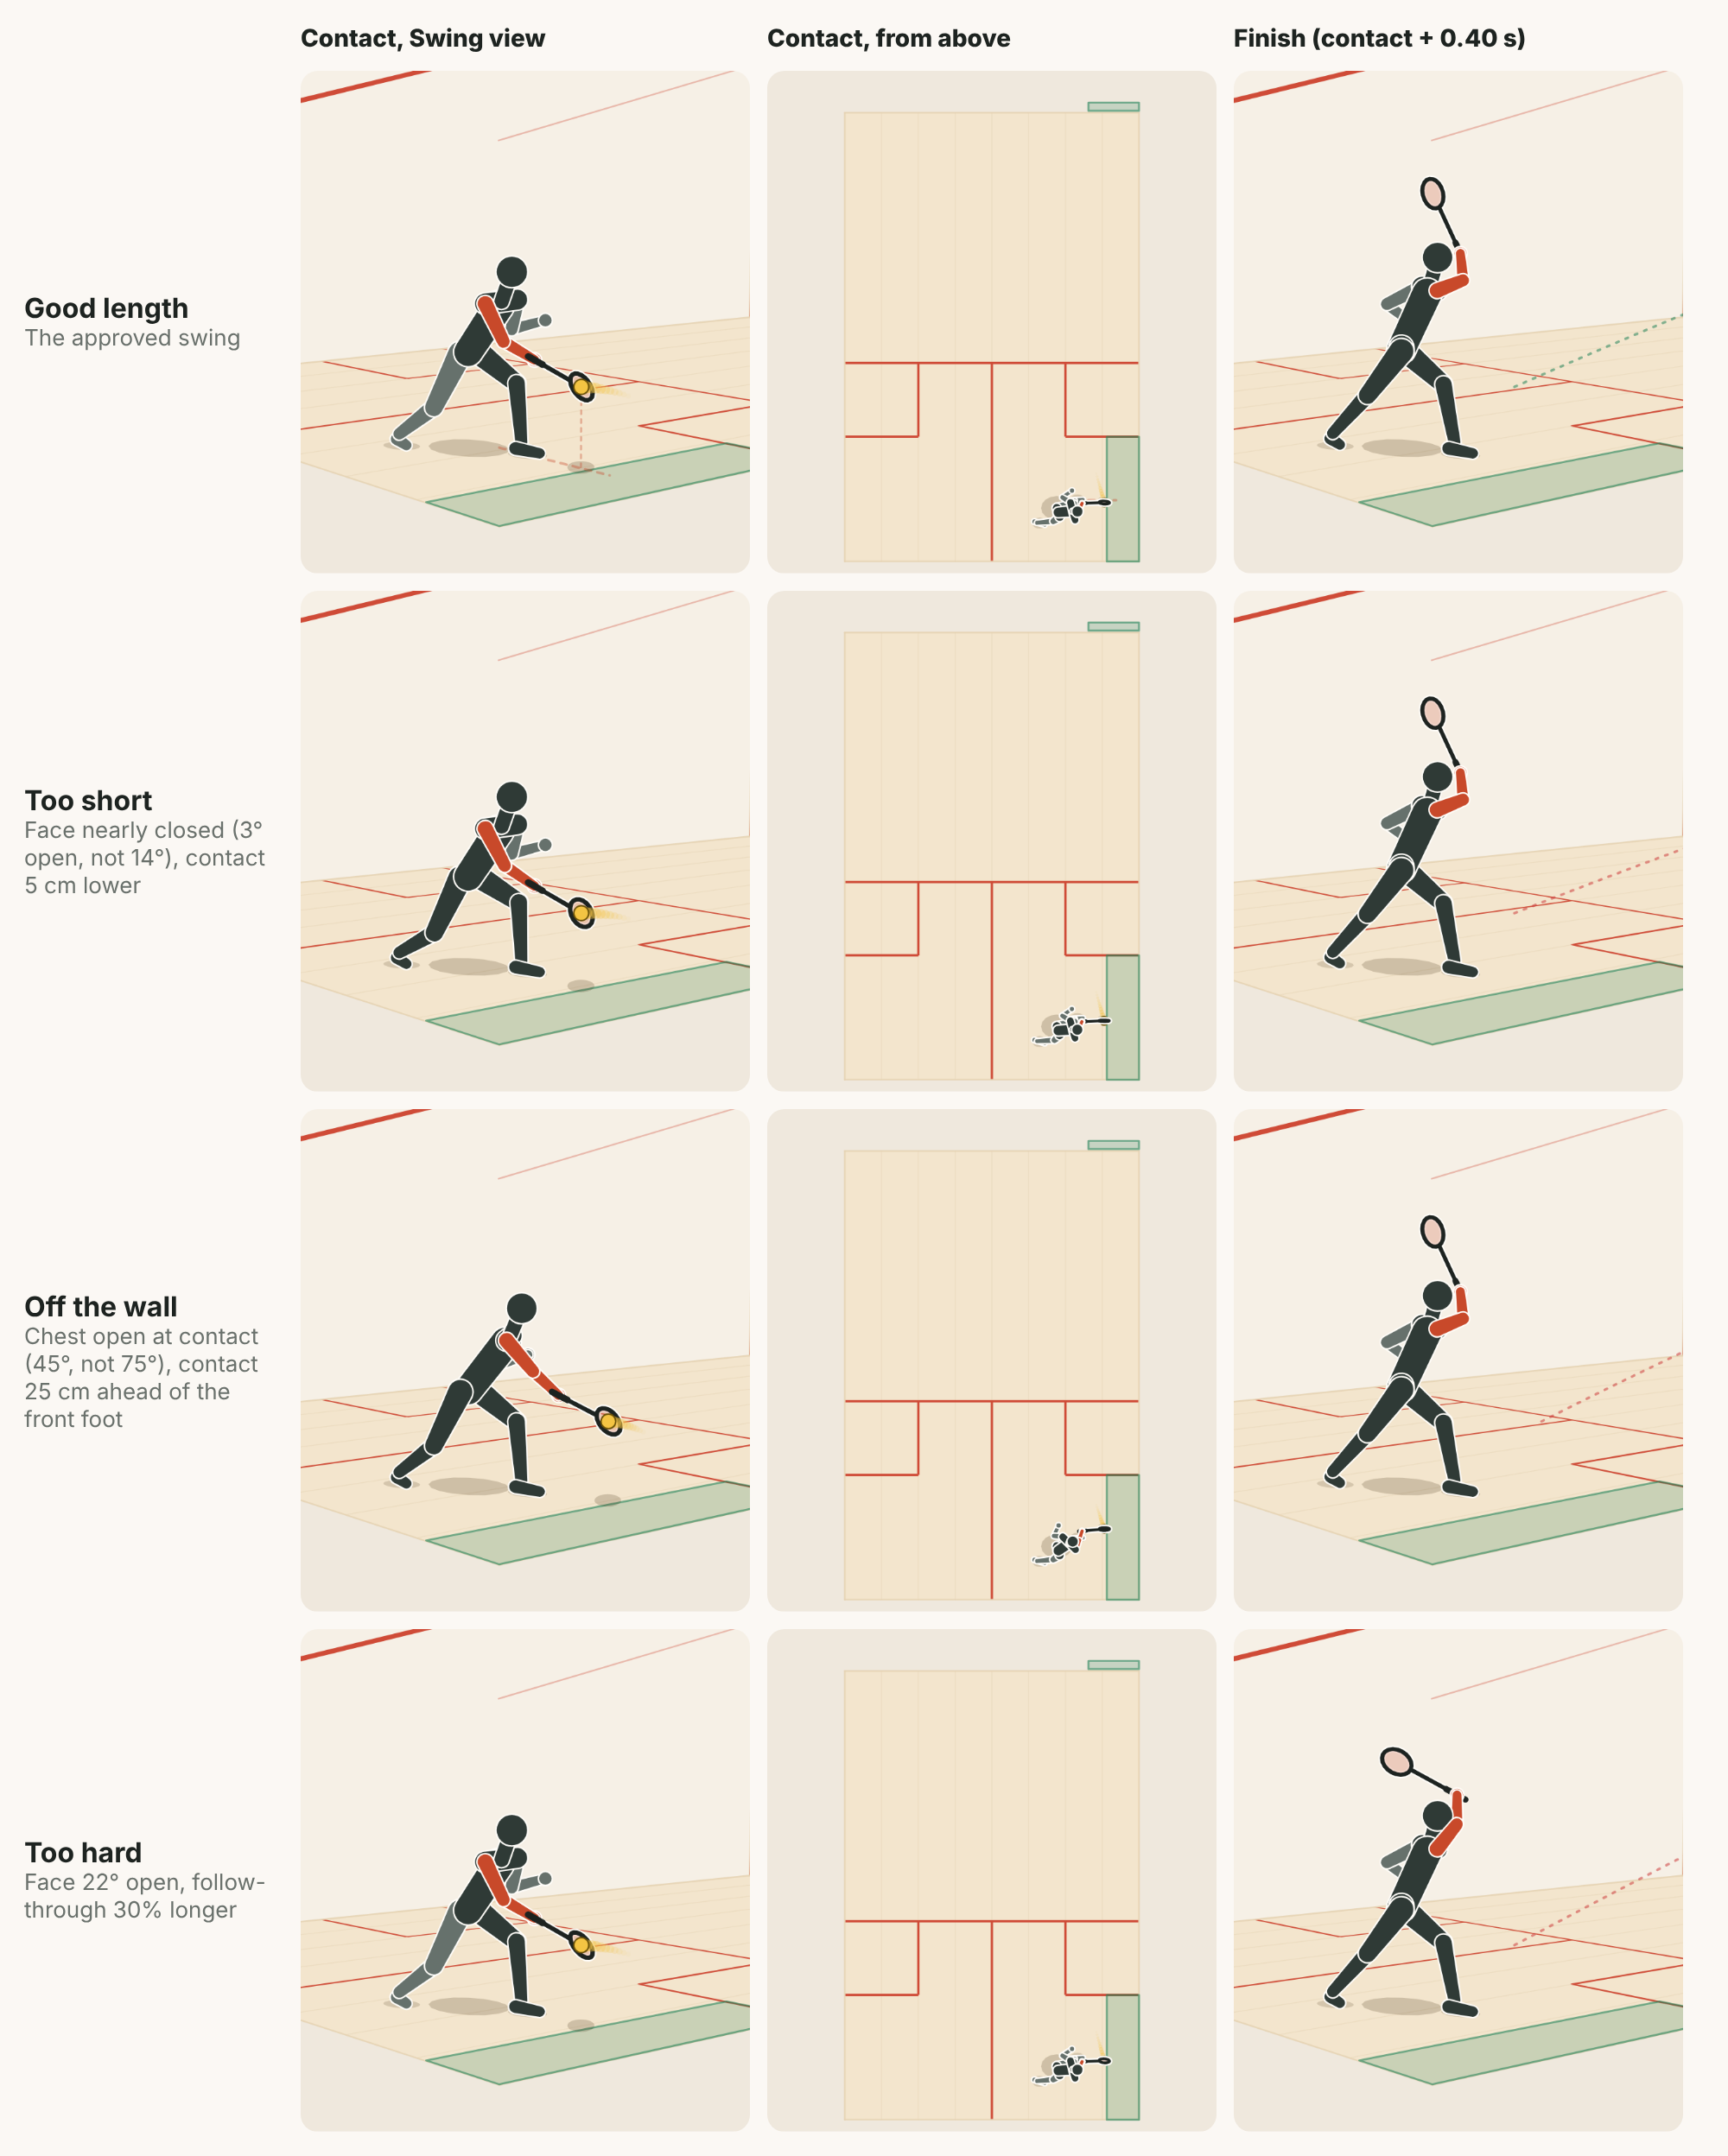 Contact, Swing view
Contact, from above
Finish (contact + 0.40 s)
Good length
The approved swing
Too short
Face nearly closed (3°
open, not 14°), contact
5 cm lower
Off the wall
Chest open at contact
(45°, not 75°), contact
25 cm ahead of the
front foot
Too hard
Face 22° open, follow-
through 30% longer